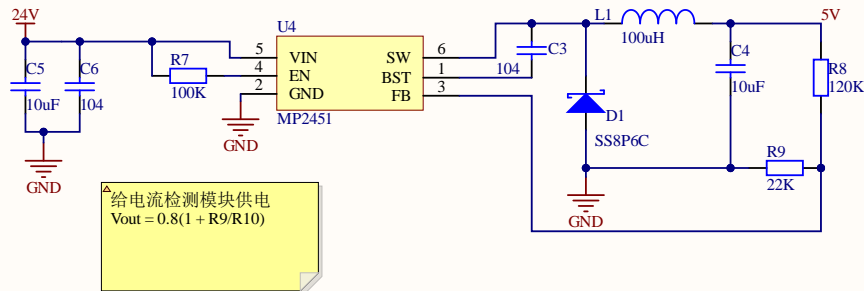 24V
U4
L1
5V
C5
10uF
C6
104
R7
100K
5
VIN
4
EN
2
GND
SW
6
BST
1
FB
3
MP2451
C3
104
100uH
C4
10uF
R8
120K
D1
SS8P6C
R9
22K
GND
GND
GND
给电流检测模块供电
Vout = 0.8(1 + R9/R10)